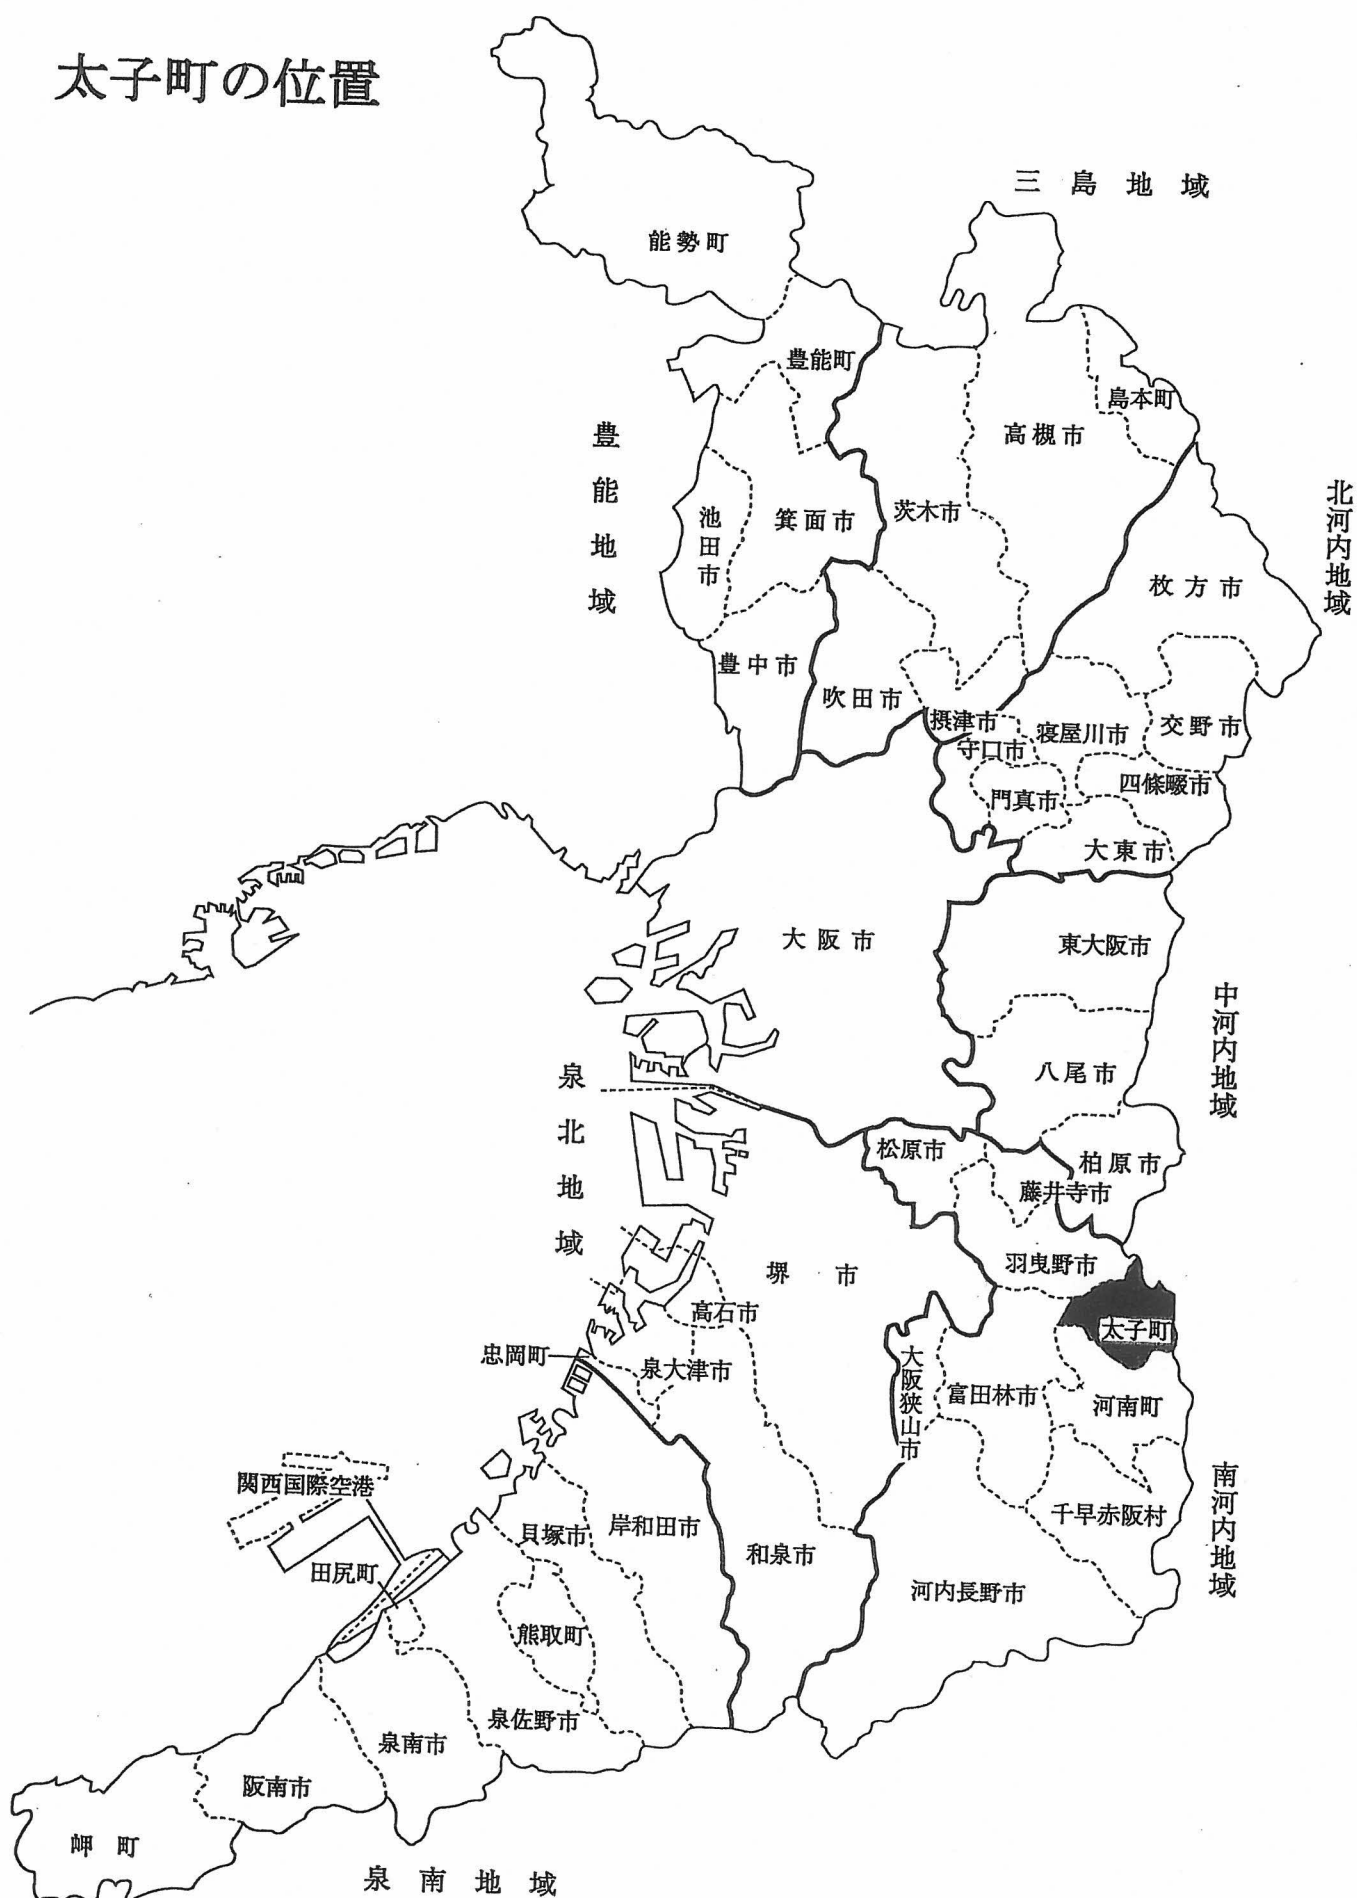 太子町の位置
三島地域
能勢町
豊能町
島本町
高槻市
豊能地域
北河内地域
池田市
箕面市
茨木市
枚方市
豊中市
吹田市
摂津市
寝屋川市
交野市
守口市
門真市
四條畷市
大東市
大阪市
東大阪市
中河内地域
八尾市
泉北地域
松原市
柏原市
藤井寺市
羽曳野市
堺市
高石市
太子町
忠岡町
泉大津市
大阪狭山市
富田林市
河南町
関西国際空港
南河内地域
千早赤阪村
貝塚市
岸和田市
和泉市
田尻町
河内長野市
熊取町
泉佐野市
泉南市
阪南市
岬町
泉南地域